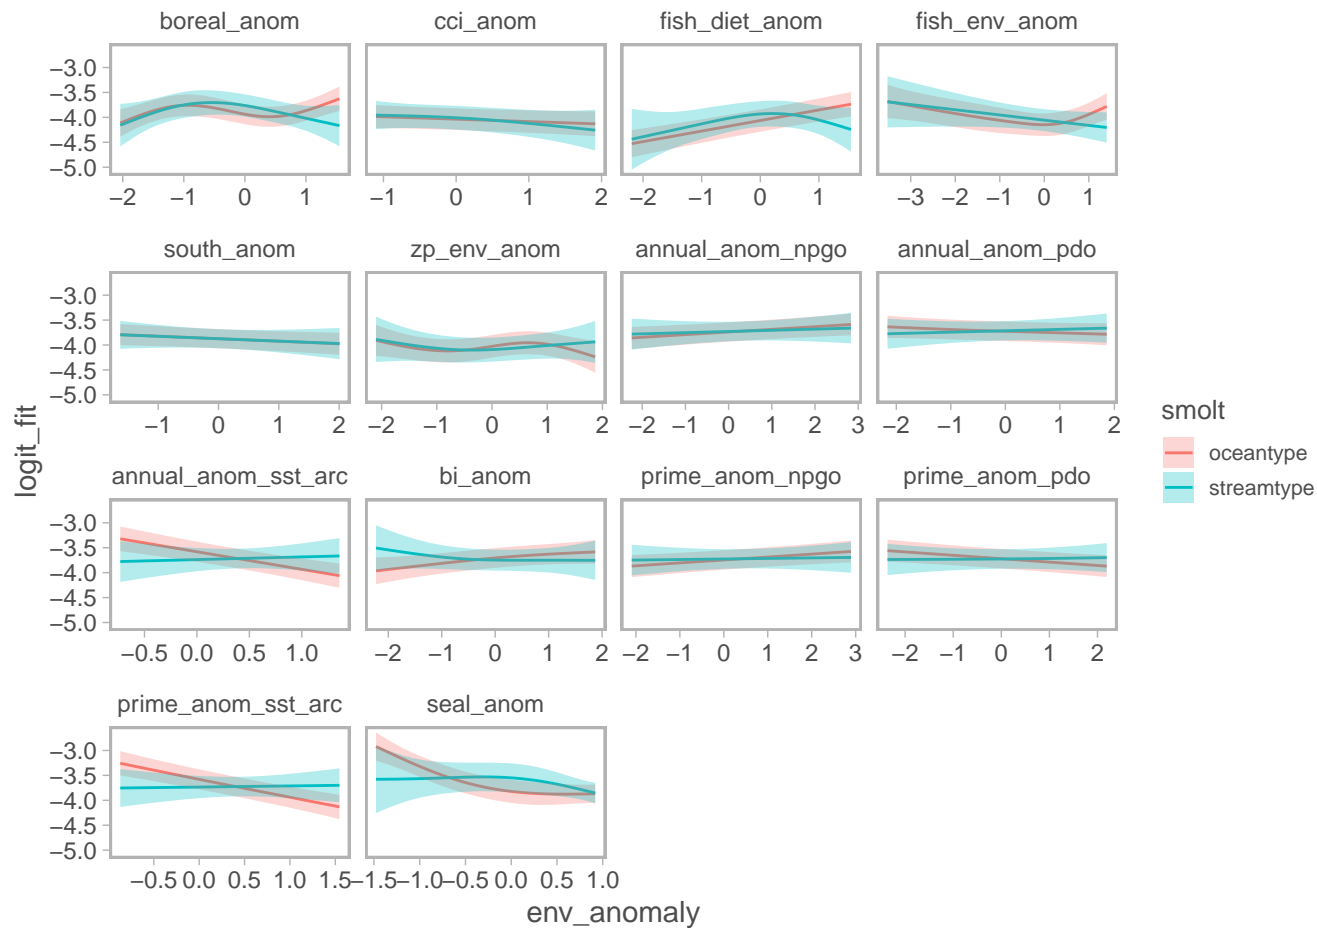 boreal_anom cci_anom fish_diet_anom fish_env_anom
−3.0
−3.5
−4.0
−4.5
−5.0
−2 −1 0 1 −1 0 1 2 −2 −1 0 1 −3 −2 −1 0 1
south_anom zp_env_anom annual_anom_npgo annual_anom_pdo
−3.0
−3.5
−4.0
−4.5
−5.0
−1 0 1 2 −2 −1 0 1 2 −2 −1 0 1 2 3 −2 −1 0 1 2
annual_anom_sst_arc bi_anom prime_anom_npgo prime_anom_pdo
−3.0
−3.5
−4.0
−4.5
−5.0
−0.5 0.0 0.5 1.0 −2 −1 0 1 2 −2 −1 0 1 2 3 −2 −1 0 1 2
prime_anom_sst_arc seal_anom
−3.0
−3.5
−4.0
−4.5
−5.0
−0.5 0.0 0.5 1.0 1.5 −1.5 −1.0 −0.5 0.0 0.5 1.0
env_anomaly
logit_fit
smolt
oceantype
streamtype